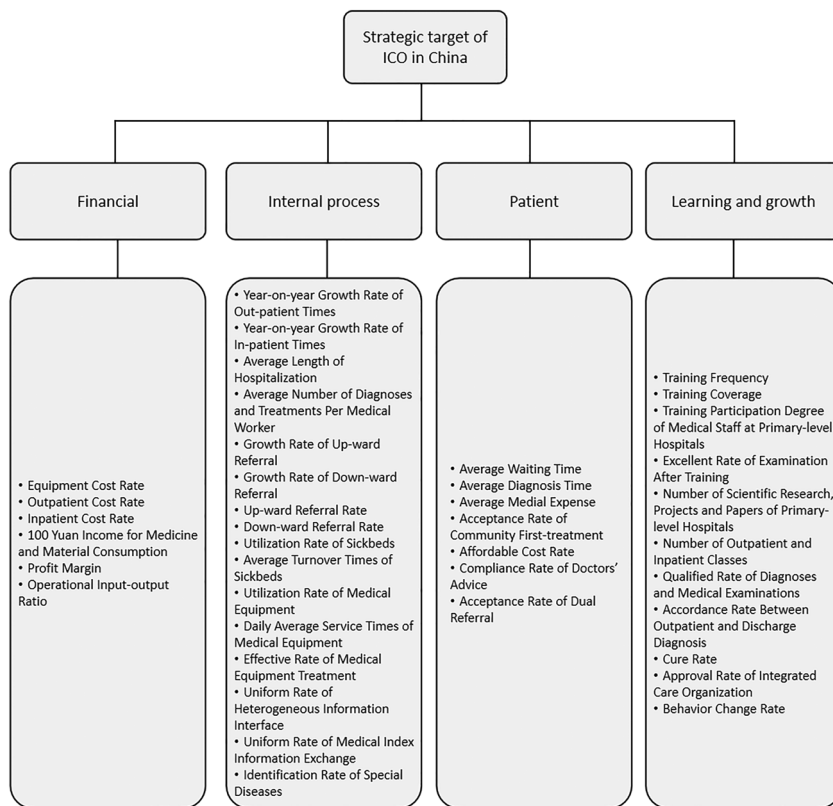 Strategic target of
ICO in China
Financial
Internal process
Patient
Learning and growth
• Equipment Cost Rate
• Outpatient Cost Rate
• Inpatient Cost Rate
• 100 Yuan Income for Medicine
and Material Consumption
• Profit Margin
• Operational Input-output
Ratio
• Year-on-year Growth Rate of
Out-patient Times
• Year-on-year Growth Rate of
In-patient Times
• Average Length of
Hospitalization
• Average Number of Diagnoses
and Treatments Per Medical
Worker
• Growth Rate of Up-ward
Referral
• Growth Rate of Down-ward
Referral
• Up-ward Referral Rate
• Down-ward Referral Rate
• Utilization Rate of Sickbeds
• Average Turnover Times of
Sickbeds
• Utilization Rate of Medical
Equipment
• Daily Average Service Times of
Medical Equipment
• Effective Rate of Medical
Equipment Treatment
• Uniform Rate of
Heterogeneous Information
Interface
• Uniform Rate of Medical Index
Information Exchange
• Identification Rate of Special
Diseases
• Average Waiting Time
• Average Diagnosis Time
• Average Medial Expense
• Acceptance Rate of
Community First-treatment
• Affordable Cost Rate
• Compliance Rate of Doctors’
Advice
• Acceptance Rate of Dual
Referral
• Training Frequency
• Training Coverage
• Training Participation Degree
of Medical Staff at Primary-level
Hospitals
• Excellent Rate of Examination
After Training
• Number of Scientific Research,
Projects and Papers of Primary-
level Hospitals
• Number of Outpatient and
Inpatient Classes
• Qualified Rate of Diagnoses
and Medical Examinations
• Accordance Rate Between
Outpatient and Discharge
Diagnosis
• Cure Rate
• Approval Rate of Integrated
Care Organization
• Behavior Change Rate